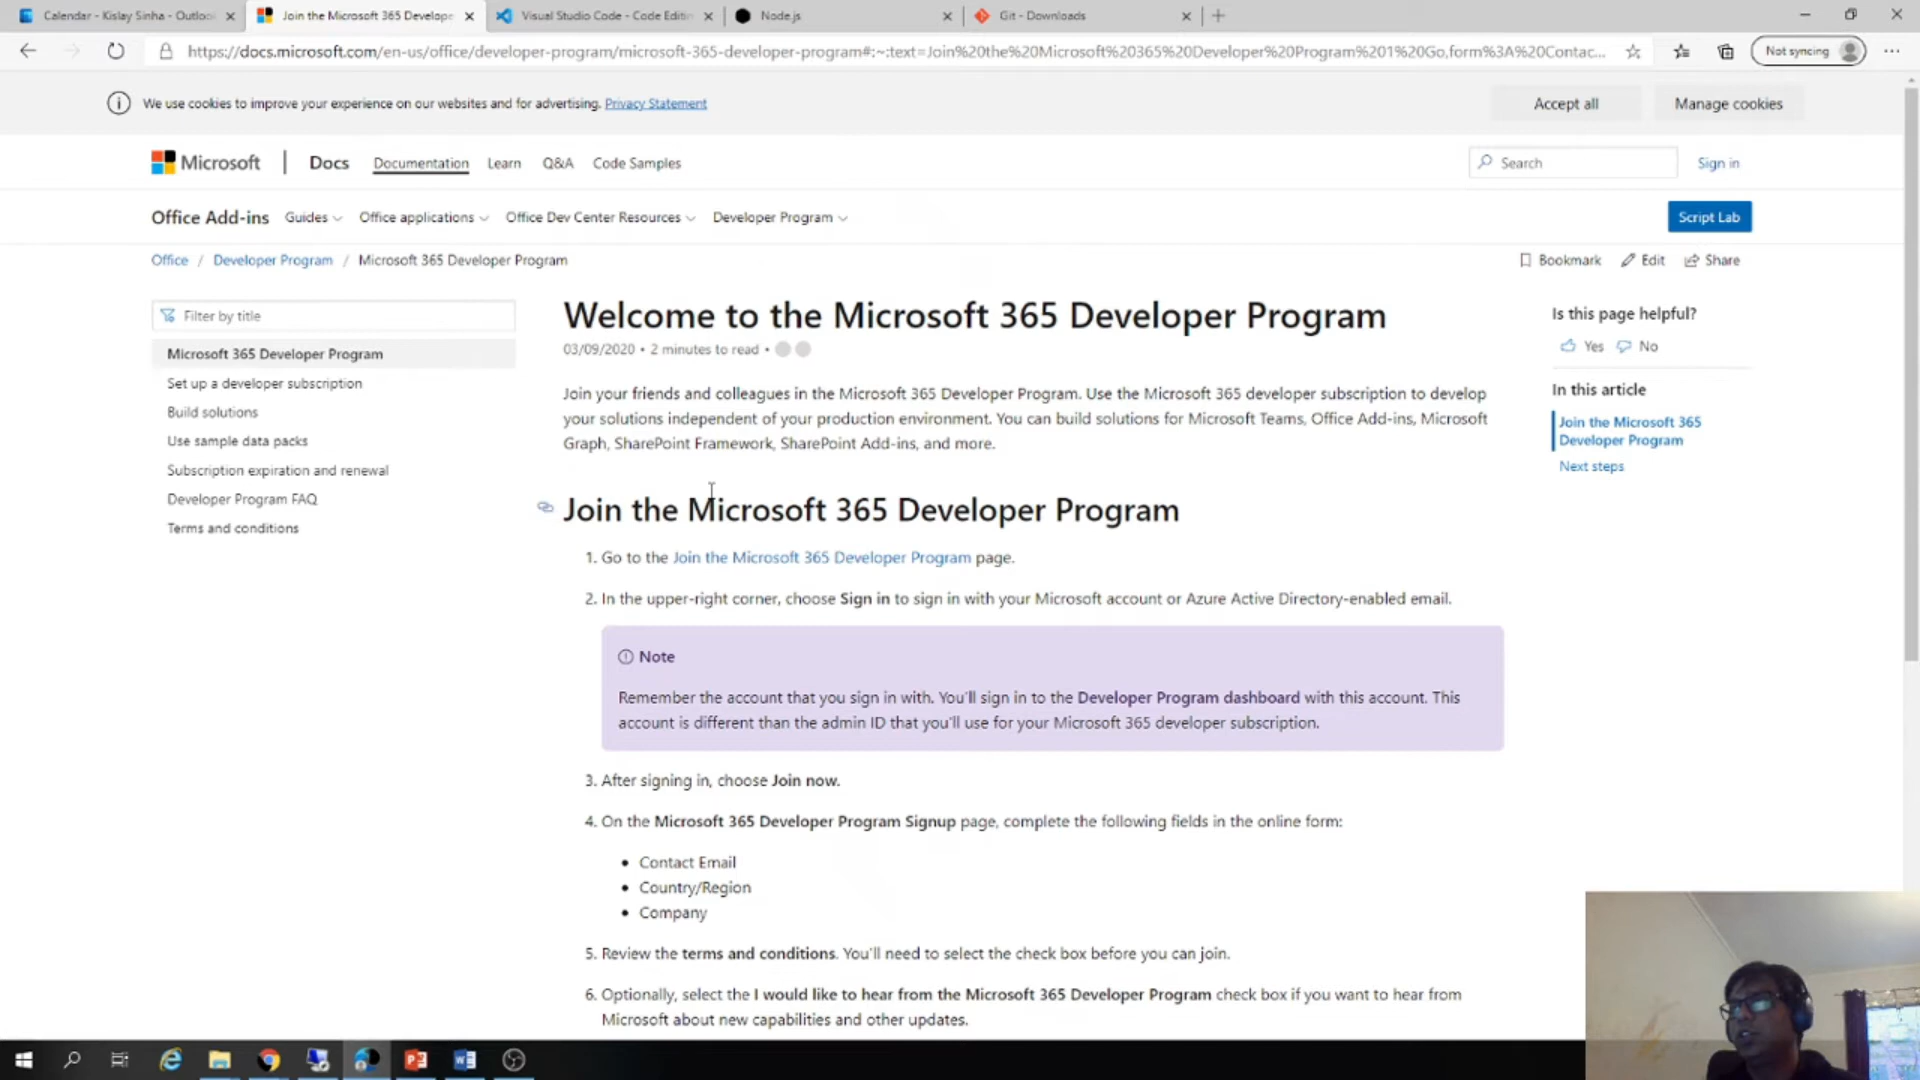 Calendar - Kislay Sinha - Outlool
Join the Microsoft 365 Develope
Visual Studio Code - Code Editin
Node.js
Git - Downloads
https://docs.microsoft.com/en-us/office/developer-program/microsoft-365-developer-program#:~:text=Join%20the%20Microsoft%20365%20Developer%20Program%201%20Go,form%3A%20Contac...
Not syncing
We use cookies to improve your experience on our websites and for advertising. Privacy Statement
Accept all
Manage cookies
Microsoft
Docs
Documentation
Learn
Q&A
Code Samples
Search
Sign in
Office Add-ins
Guides
Office applications
Office Dev Center Resources
Developer Program
Script Lab
Office / Developer Program / Microsoft 365 Developer Program
Bookmark
Edit
Share
Filter by title
Microsoft 365 Developer Program
Set up a developer subscription
Build solutions
Use sample data packs
Subscription expiration and renewal
Developer Program FAQ
Terms and conditions
Welcome to the Microsoft 365 Developer Program
03/09/2020 • 2 minutes to read •
Join your friends and colleagues in the Microsoft 365 Developer Program. Use the Microsoft 365 developer subscription to develop
your solutions independent of your production environment. You can build solutions for Microsoft Teams, Office Add-ins, Microsoft
Graph, SharePoint Framework, SharePoint Add-ins, and more.
Join the Microsoft 365 Developer Program
1. Go to the Join the Microsoft 365 Developer Program page.
2. In the upper-right corner, choose Sign in to sign in with your Microsoft account or Azure Active Directory-enabled email.
Note
Remember the account that you sign in with. You'll sign in to the Developer Program dashboard with this account. This
account is different than the admin ID that you'll use for your Microsoft 365 developer subscription.
3. After signing in, choose Join now.
4. On the Microsoft 365 Developer Program Signup page, complete the following fields in the online form:
• Contact Email
• Country/Region
• Company
5. Review the terms and conditions. You'll need to select the check box before you can join.
6. Optionally, select the I would like to hear from the Microsoft 365 Developer Program check box if you want to hear from
Microsoft about new capabilities and other updates.
Is this page helpful?
Yes
No
In this article
Join the Microsoft 365
Developer Program
Next steps